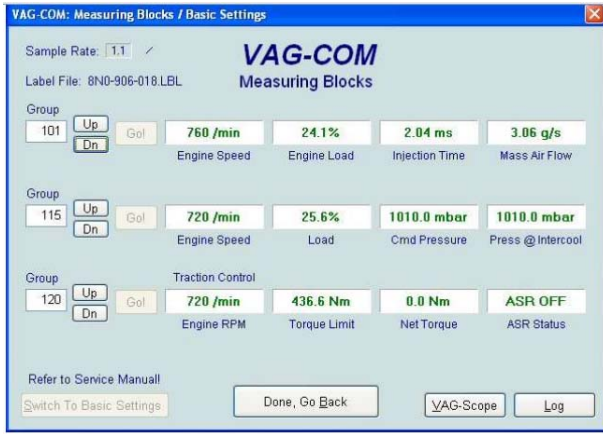 VAG-COM: Measuring Blocks / Basic Settings
Sample Rate: 1.1 /
VAG-COM
Label File: 8N0-906-018.LBL
Measuring Blocks
Group
101 Up Dn Go! 760 /min 24.1% 2.04 ms 3.06 g/s
Engine Speed Engine Load Injection Time Mass Air Flow
Group
115 Up Dn Go! 720 /min 25.6% 1010.0 mbar 1010.0 mbar
Engine Speed Load Cmd Pressure Press @ Intercool
Group Traction Control
120 Up Dn Go! 720 /min 436.6 Nm 0.0 Nm ASR OFF
Engine RPM Torque Limit Net Torque ASR Status
Refer to Service Manual!
Switch To Basic Settings Done, Go Back VAG-Scope Log